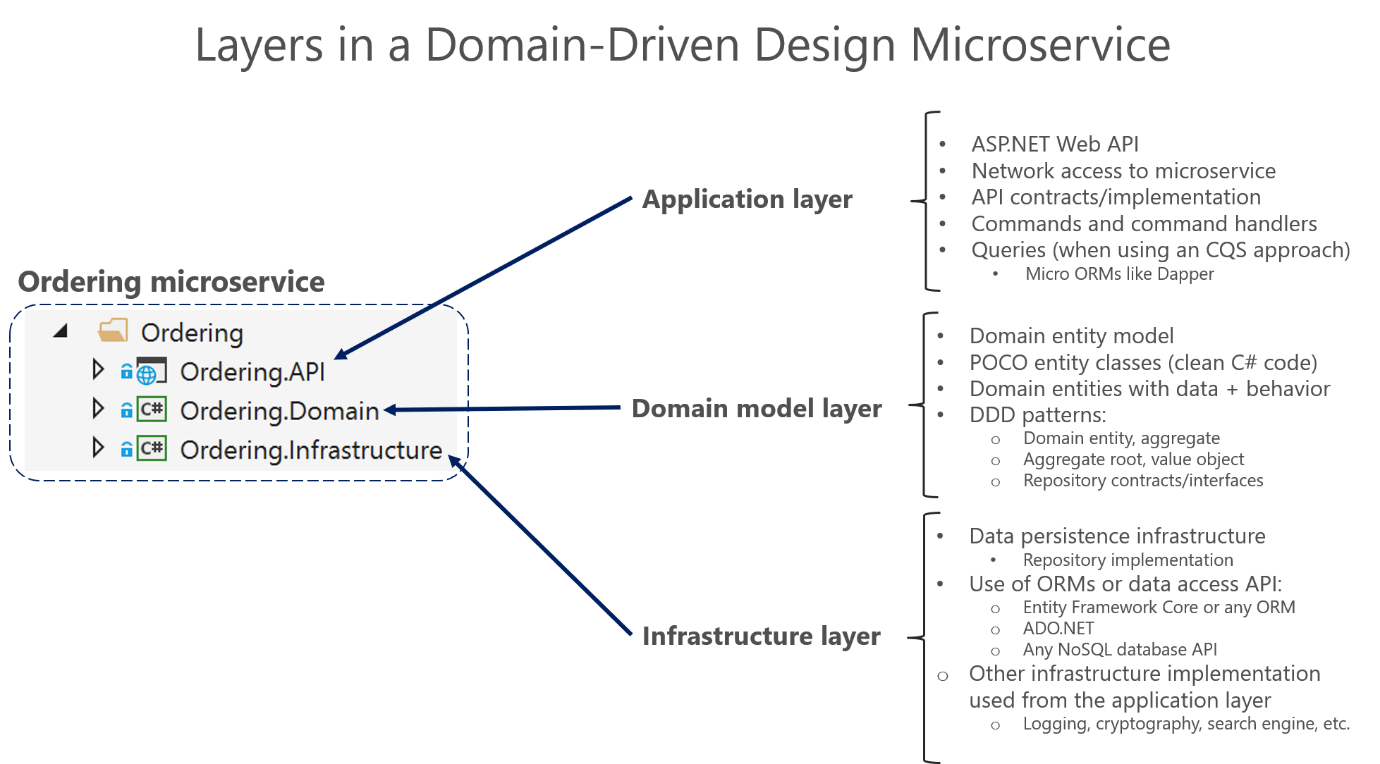 Layers in a Domain-Driven Design Microservice
Ordering microservice
Ordering
Ordering.API
C# Ordering.Domain
C# Ordering.Infrastructure
Application layer
• ASP.NET Web API
• Network access to microservice
• API contracts/implementation
• Commands and command handlers
• Queries (when using an CQS approach)
• Micro ORMs like Dapper
Domain model layer
• Domain entity model
• POCO entity classes (clean C# code)
• Domain entities with data + behavior
• DDD patterns:
○ Domain entity, aggregate
○ Aggregate root, value object
○ Repository contracts/interfaces
Infrastructure layer
• Data persistence infrastructure
• Repository implementation
• Use of ORMs or data access API:
○ Entity Framework Core or any ORM
○ ADO.NET
○ Any NoSQL database API
○ Other infrastructure implementation
used from the application layer
○ Logging, cryptography, search engine, etc.